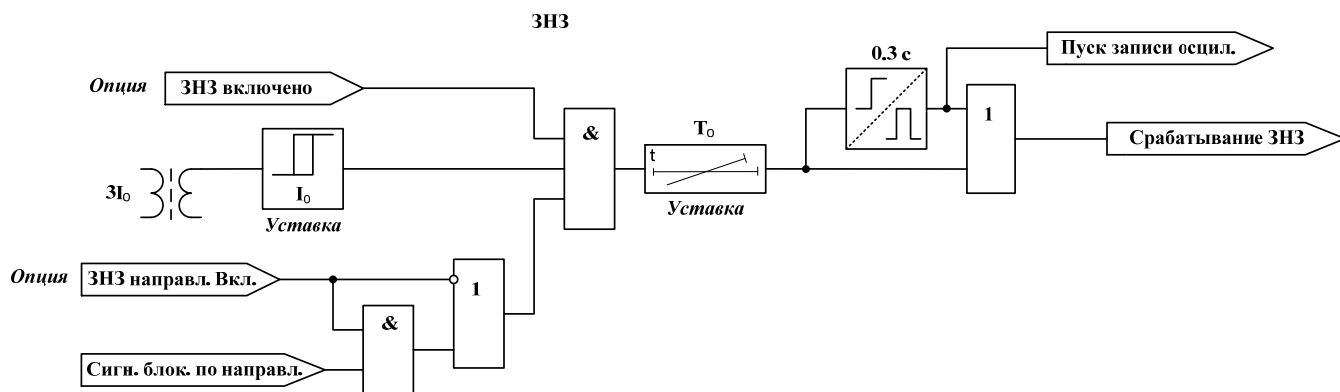 ЗНЗ
0.3 с
Пуск записи осцил.
Опция
ЗНЗ включено
&
T₀
t
Уставка
1
Срабатывание ЗНЗ
3I₀
I₀
Уставка
Опция
ЗНЗ направл. Вкл.
1
&
Сигн. блок. по направл.